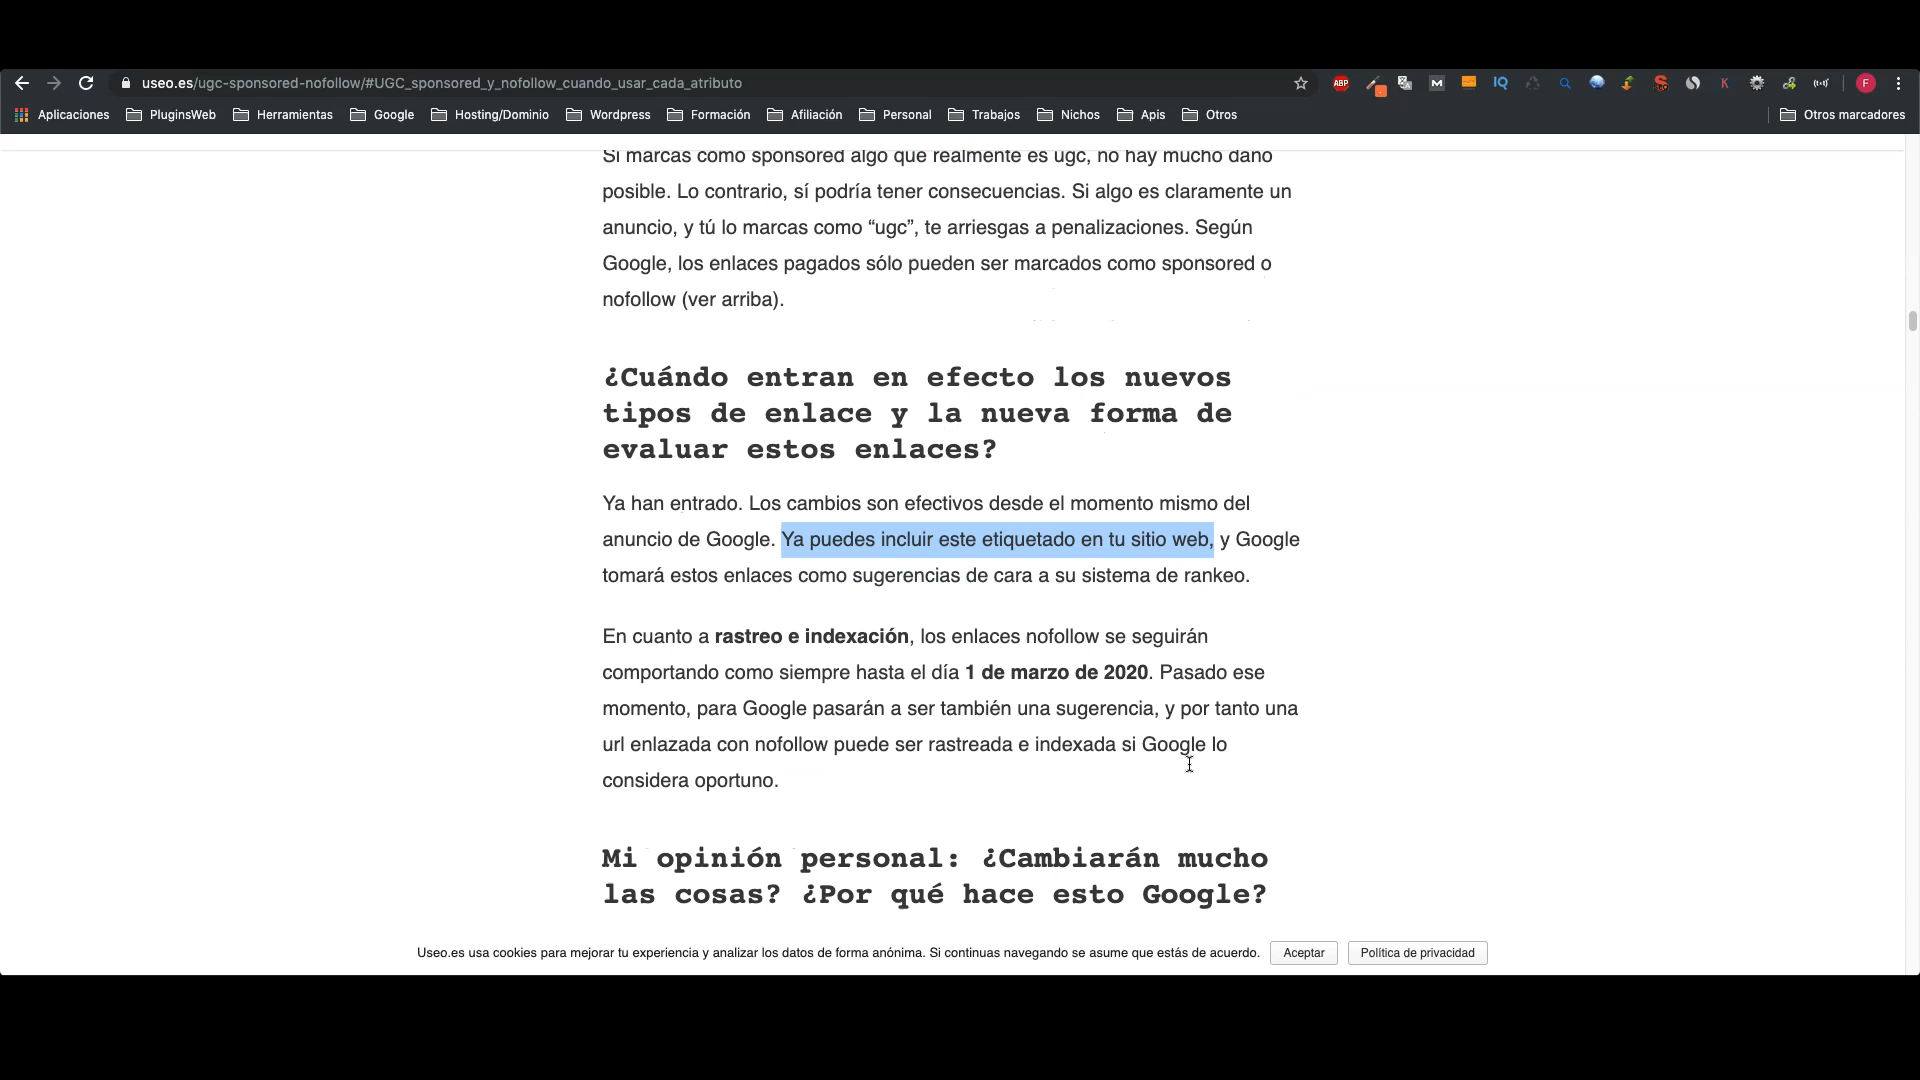 useo.es/ugc-sponsored-nofollow/#UGC_sponsored_y_nofollow_cuando_usar_cada_atributo
ABP
M
IQ
K
F
Aplicaciones PluginsWeb Herramientas Google Hosting/Dominio Wordpress Formación Afiliación Personal Trabajos Nichos Apis Otros Otros marcadores
Si marcas como sponsored algo que realmente es ugc, no hay mucho daño
posible. Lo contrario, sí podría tener consecuencias. Si algo es claramente un
anuncio, y tú lo marcas como “ugc”, te arriesgas a penalizaciones. Según
Google, los enlaces pagados sólo pueden ser marcados como sponsored o
nofollow (ver arriba).
¿Cuándo entran en efecto los nuevos
tipos de enlace y la nueva forma de
evaluar estos enlaces?
Ya han entrado. Los cambios son efectivos desde el momento mismo del
anuncio de Google. Ya puedes incluir este etiquetado en tu sitio web, y Google
tomará estos enlaces como sugerencias de cara a su sistema de rankeo.
En cuanto a rastreo e indexación, los enlaces nofollow se seguirán
comportando como siempre hasta el día 1 de marzo de 2020. Pasado ese
momento, para Google pasarán a ser también una sugerencia, y por tanto una
url enlazada con nofollow puede ser rastreada e indexada si Google lo
considera oportuno.
Mi opinión personal: ¿Cambiarán mucho
las cosas? ¿Por qué hace esto Google?
Useo.es usa cookies para mejorar tu experiencia y analizar los datos de forma anónima. Si continuas navegando se asume que estás de acuerdo. Aceptar Política de privacidad